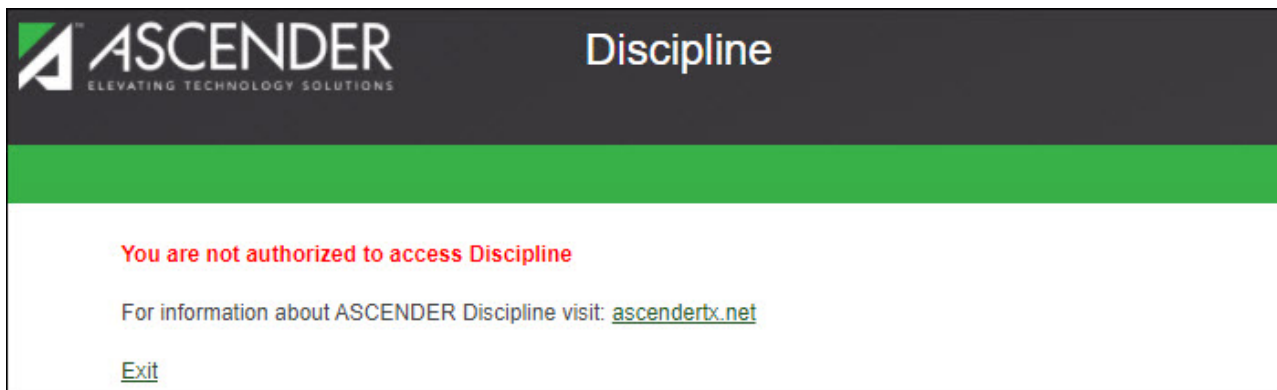 ASCENDER
ELEVATING TECHNOLOGY SOLUTIONS
Discipline
You are not authorized to access Discipline
For information about ASCENDER Discipline visit: ascendertx.net
Exit